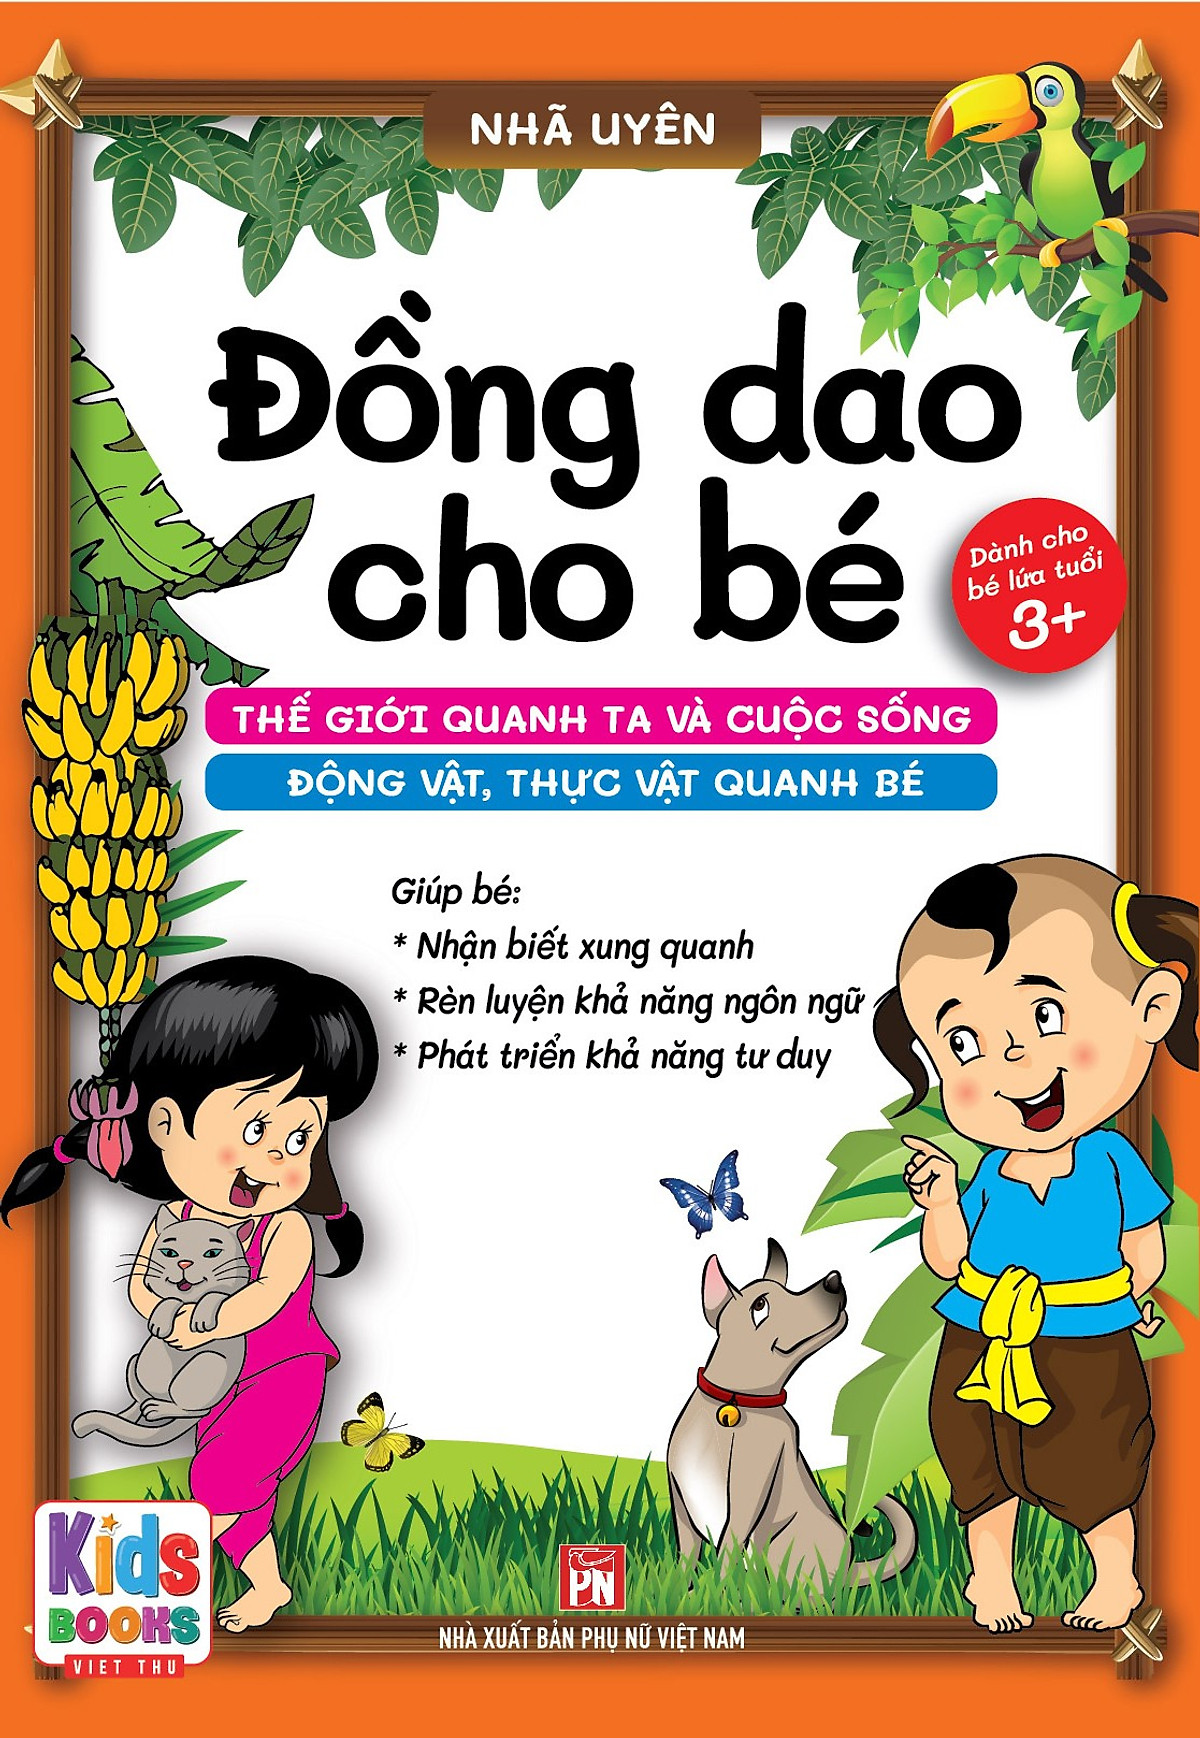 NHÃ UYÊN
Đồng dao
cho bé
Dành cho
bé lứa tuổi
3+
THẾ GIỚI QUANH TA VÀ CUỘC SỐNG
ĐỘNG VẬT, THỰC VẬT QUANH BÉ
Giúp bé:
* Nhận biết xung quanh
* Rèn luyện khả năng ngôn ngữ
* Phát triển khả năng tư duy
Kids
BOOKS
VIET THU
PN
NHÀ XUẤT BẢN PHỤ NỮ VIỆT NAM